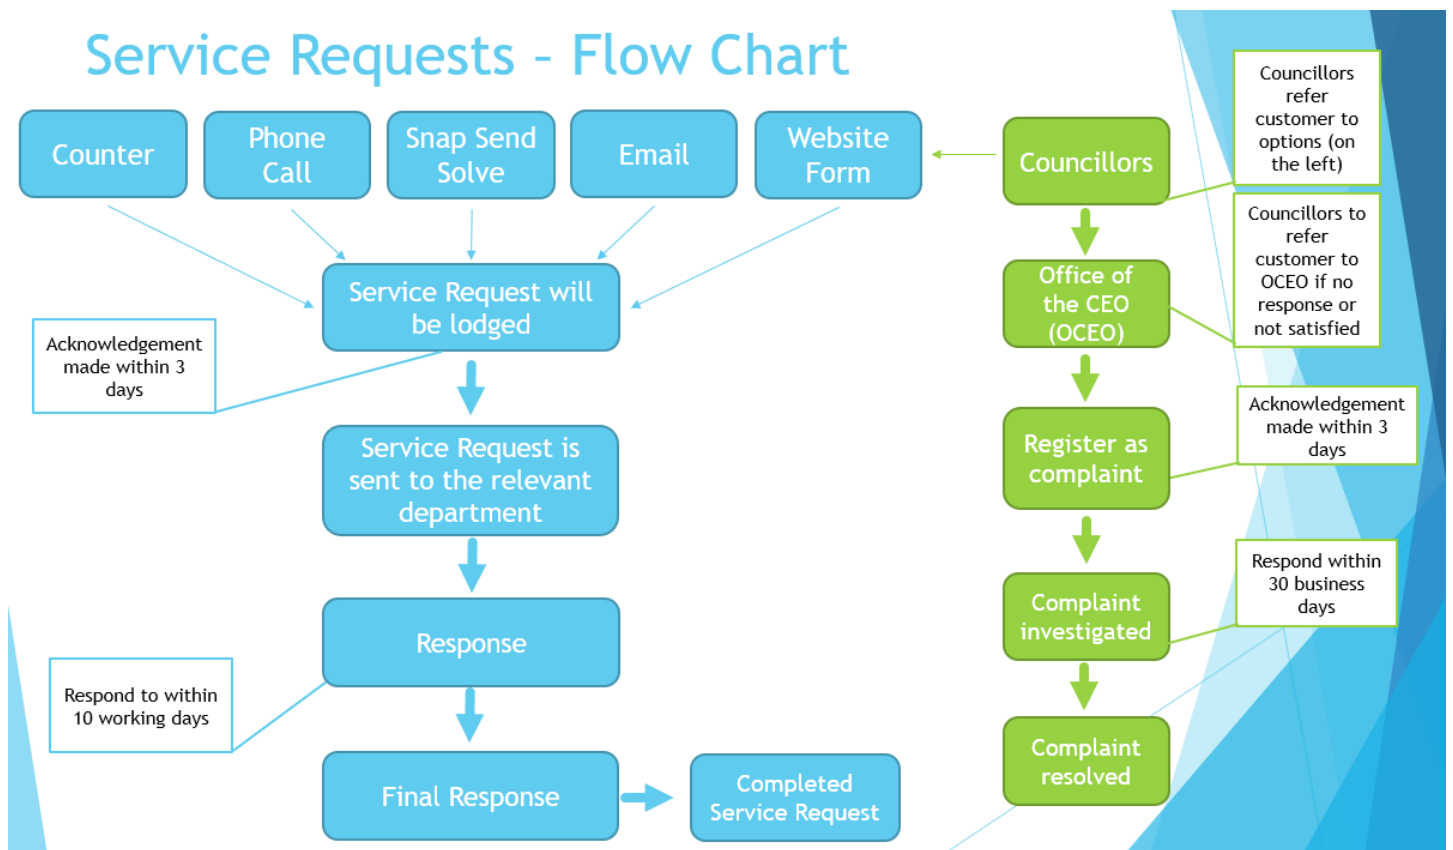 Service Requests – Flow Chart
Counter
Phone
Call
Snap Send
Solve
Email
Website
Form
Service Request will
be lodged
Acknowledgement
made within 3
days
Service Request is
sent to the relevant
department
Response
Respond to within
10 working days
Final Response
Completed
Service Request
Councillors
Councillors
refer
customer to
options (on
the left)
Office of
the CEO
(OCEO)
Councillors to
refer
customer to
OCEO if no
response or
not satisfied
Register as
complaint
Acknowledgement
made within 3
days
Complaint
investigated
Respond within
30 business
days
Complaint
resolved